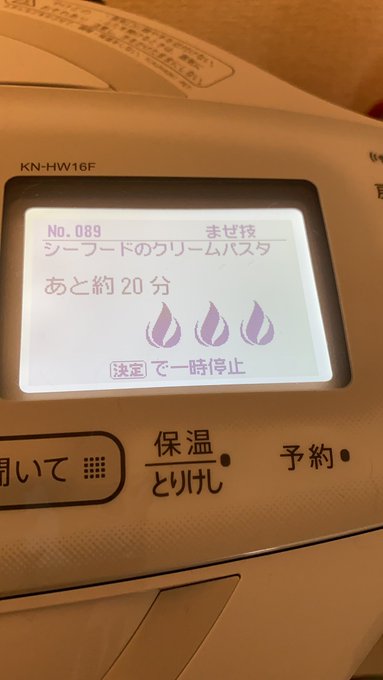 KN-HW16F
No.089 まぜ技
シーフードのクリームパスタ
あと約20分
決定 で一時停止
聞いて
保温
とりけし
予約